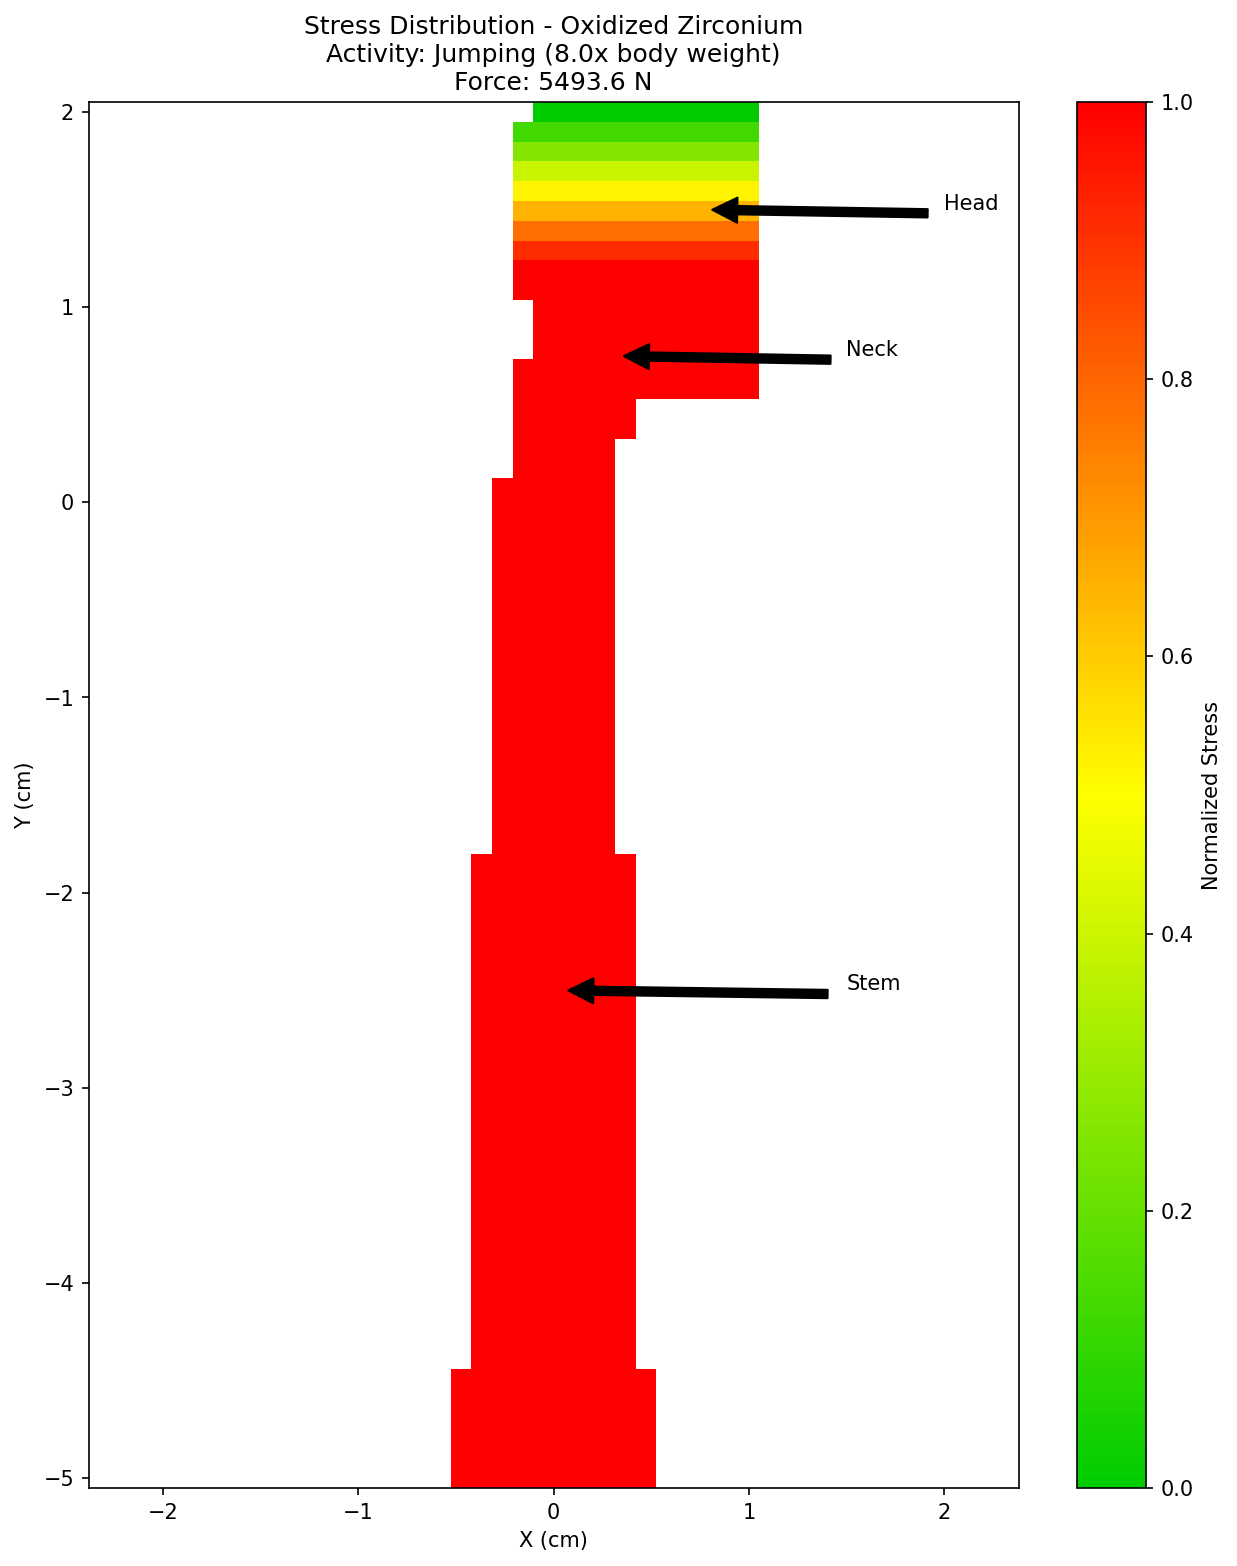 Stress Distribution - Oxidized Zirconium
Activity: Jumping (8.0x body weight)
Force: 5493.6 N
Head
Neck
Stem
2
1
0
−1
−2
−3
−4
−5
Y (cm)
−2
−1
0
1
2
X (cm)
1.0
0.8
0.6
0.4
0.2
0.0
Normalized Stress